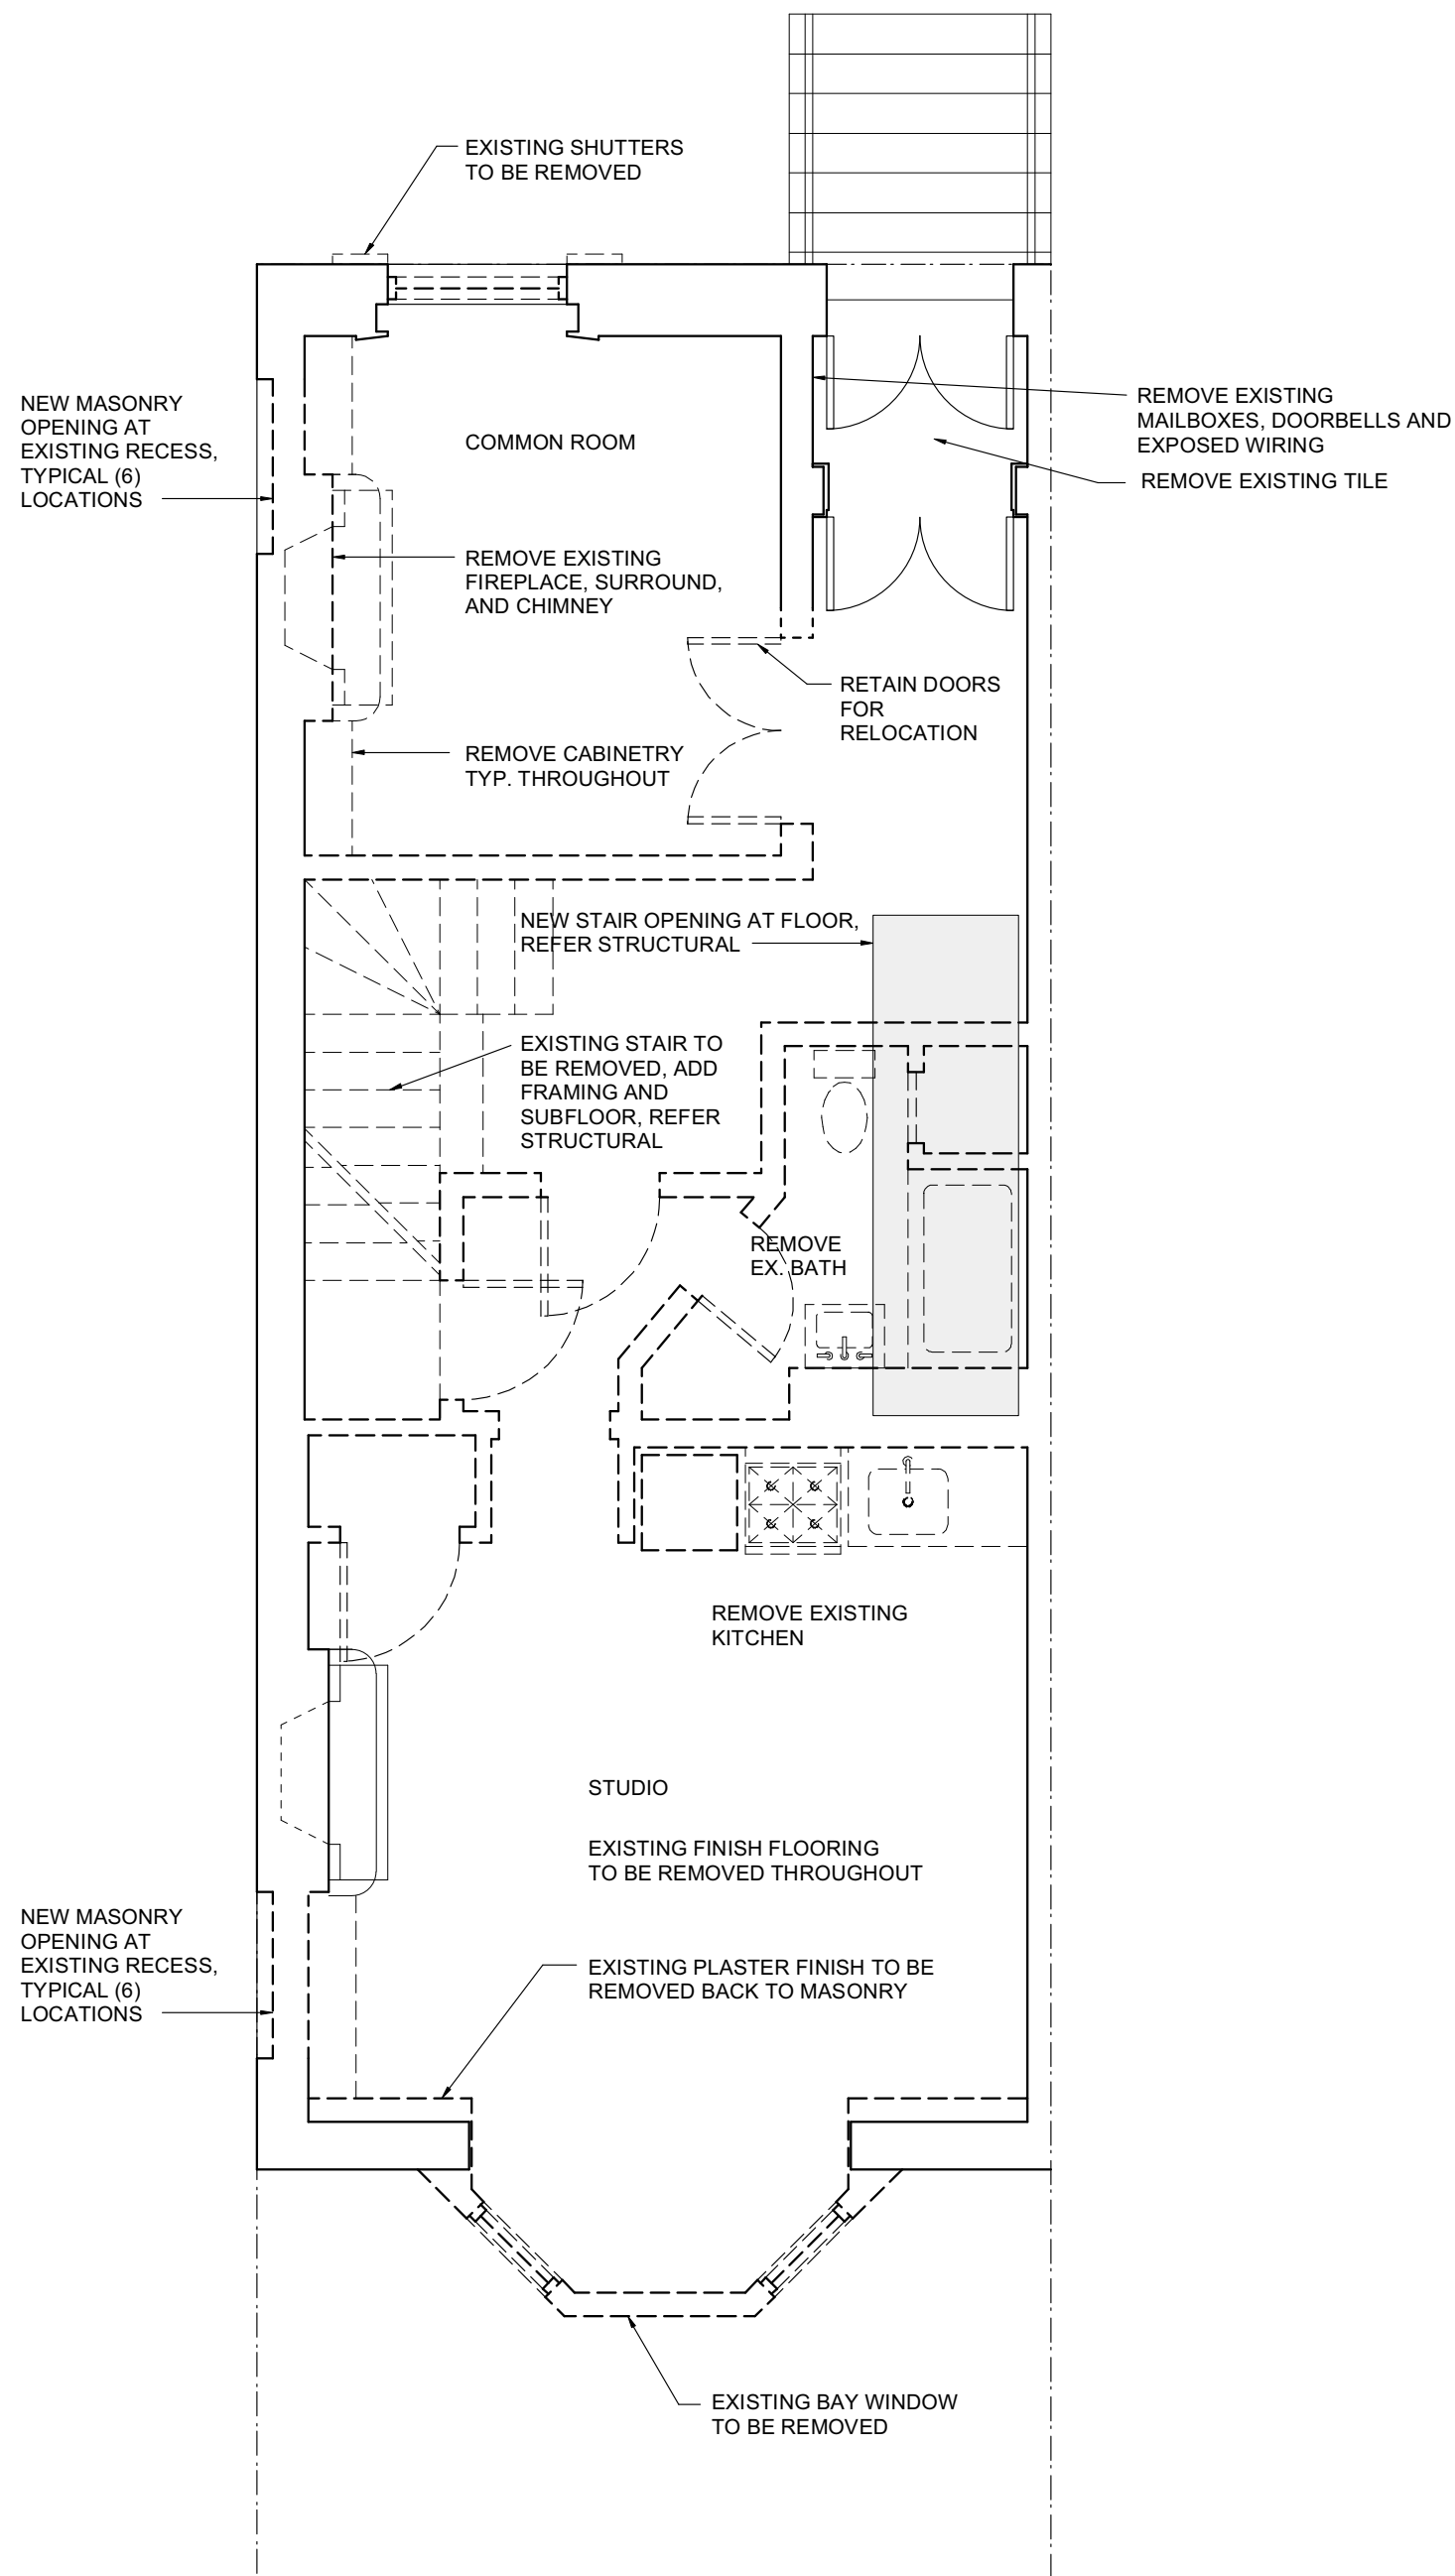 EXISTING SHUTTERS
TO BE REMOVED
NEW MASONRY
OPENING AT
EXISTING RECESS,
TYPICAL (6)
LOCATIONS
COMMON ROOM
REMOVE EXISTING
MAILBOXES, DOORBELLS AND
EXPOSED WIRING
REMOVE EXISTING TILE
REMOVE EXISTING
FIREPLACE, SURROUND,
AND CHIMNEY
RETAIN DOORS
FOR
RELOCATION
REMOVE CABINETRY
TYP. THROUGHOUT
NEW STAIR OPENING AT FLOOR,
REFER STRUCTURAL
EXISTING STAIR TO
BE REMOVED, ADD
FRAMING AND
SUBFLOOR, REFER
STRUCTURAL
REMOVE
EX. BATH
REMOVE EXISTING
KITCHEN
STUDIO
EXISTING FINISH FLOORING
TO BE REMOVED THROUGHOUT
NEW MASONRY
OPENING AT
EXISTING RECESS,
TYPICAL (6)
LOCATIONS
EXISTING PLASTER FINISH TO BE
REMOVED BACK TO MASONRY
EXISTING BAY WINDOW
TO BE REMOVED